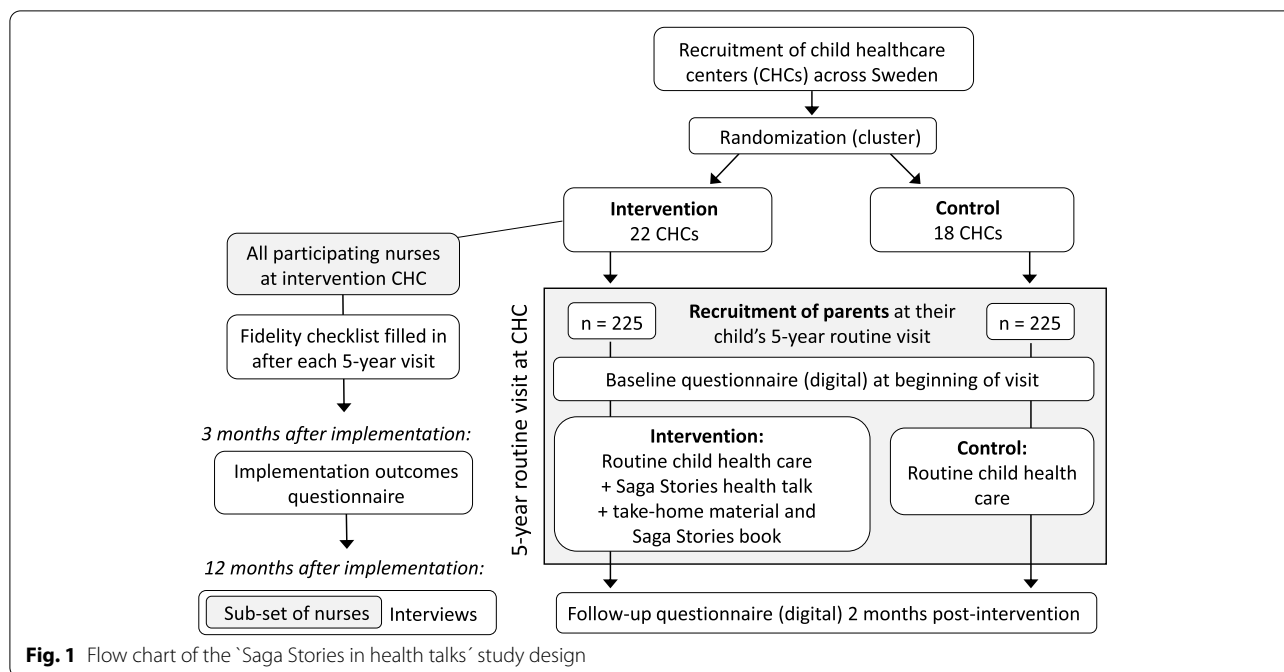 Recruitment of child healthcare
centers (CHCs) across Sweden
Randomization (cluster)
Intervention
22 CHCs
Control
18 CHCs
All participating nurses
at intervention CHC
Fidelity checklist filled in
after each 5-year visit
3 months after implementation:
Implementation outcomes
questionnaire
12 months after implementation:
Sub-set of nurses Interviews
5-year routine visit at CHC
n = 225
Recruitment of parents at their
child's 5-year routine visit
n = 225
Baseline questionnaire (digital) at beginning of visit
Intervention:
Routine child health care
+ Saga Stories health talk
+ take-home material and
Saga Stories book
Control:
Routine child health
care
Follow-up questionnaire (digital) 2 months post-intervention
Fig. 1 Flow chart of the `Saga Stories in health talks´ study design